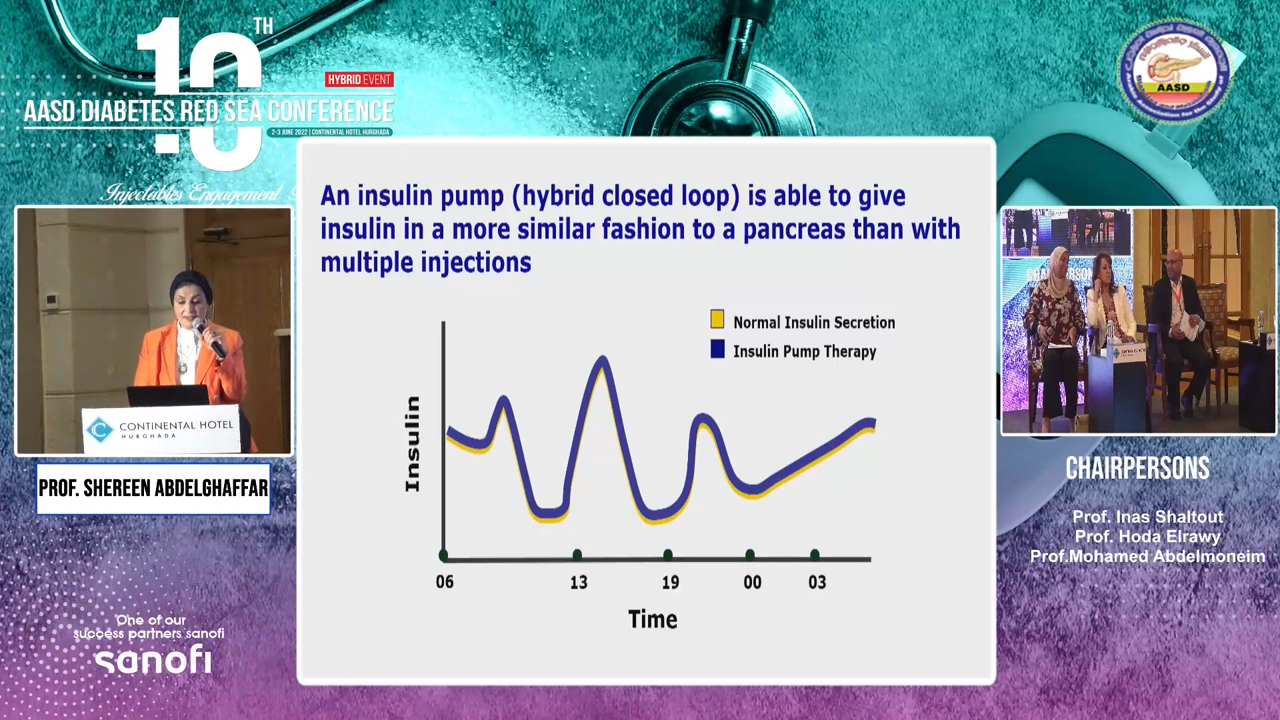 10TH
HYBRID EVENT
AASD DIABETES RED SEA CONFERENCE
2-3 JUNE 2022 | CONTINENTAL HOTEL HURGHADA
Injectables Engagement
AASD
An insulin pump (hybrid closed loop) is able to give
insulin in a more similar fashion to a pancreas than with
multiple injections
Normal Insulin Secretion
Insulin Pump Therapy
Insulin
06
13
19
00
03
Time
CONTINENTAL HOTEL
HURGHADA
PROF. SHEREEN ABDELGHAFFAR
One of our
success partners sanofi
sanofi
CHAIRPERSONS
Prof. Inas Shaltout
Prof. Hoda Elrawy
Prof.Mohamed Abdelmoneim